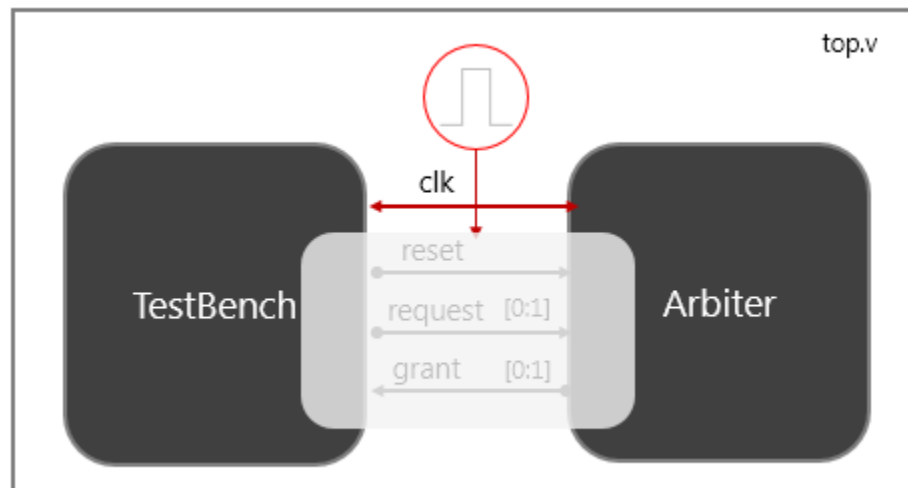 top.v
clk
reset
TestBench
request [0:1]
Arbiter
grant [0:1]